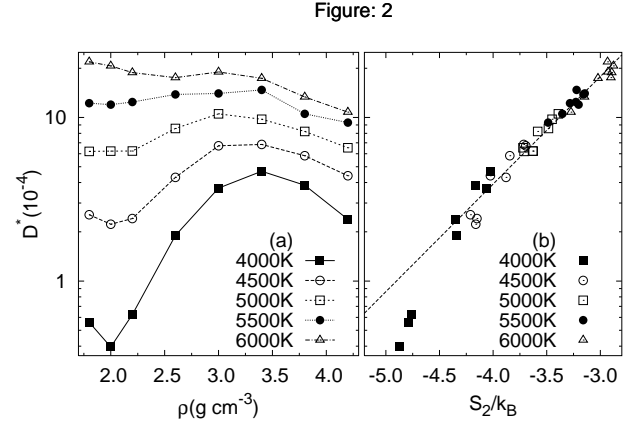 Figure: 2
D*(10-4)
10
1
(a)
4000K
4500K
5000K
5500K
6000K
2.0 2.5 3.0 3.5 4.0
ρ(g cm-3)
(b)
4000K
4500K
5000K
5500K
6000K
-5.0 -4.5 -4.0 -3.5 -3.0
S2/kB